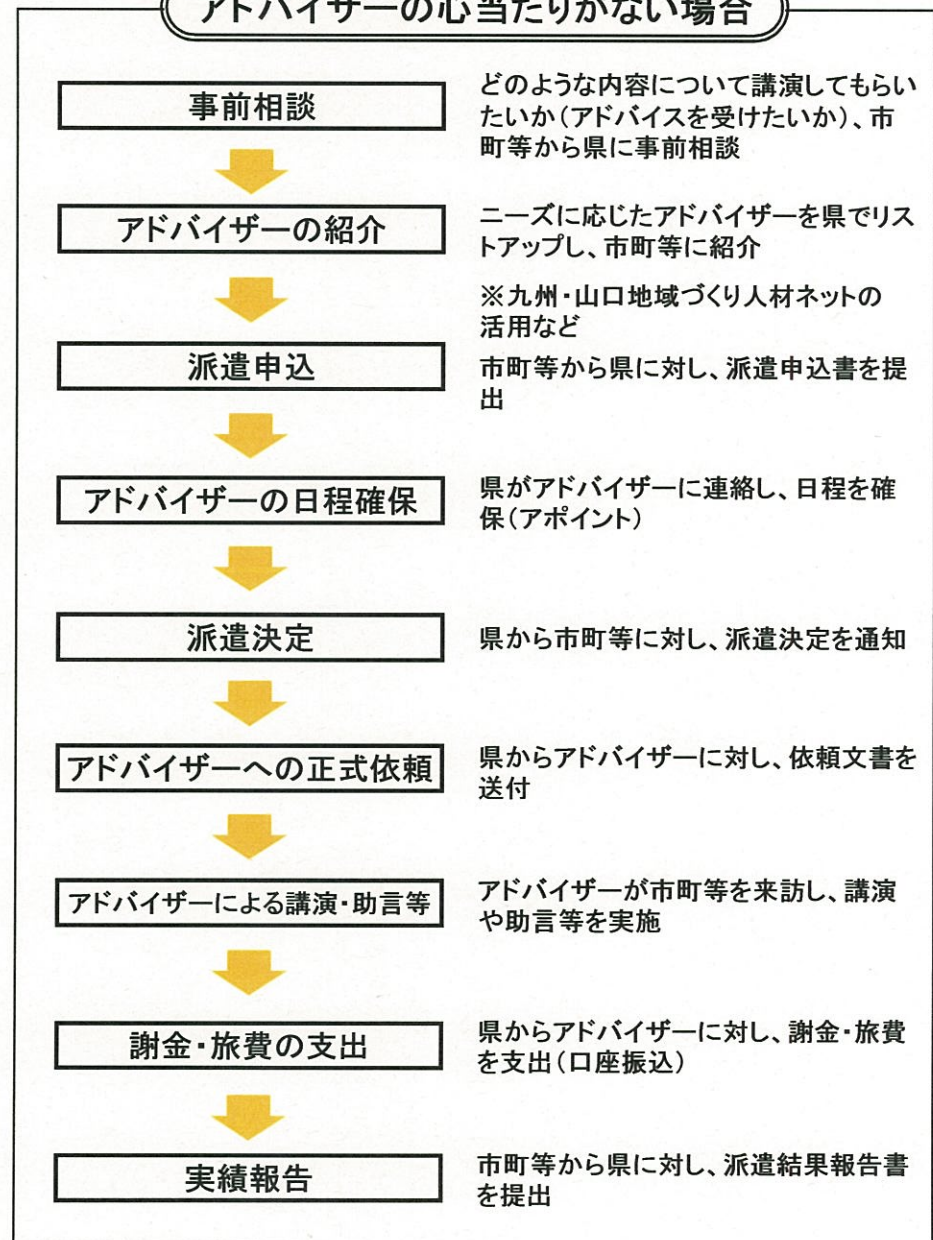 アドバイザーの心当たりがない場合
事前相談
どのような内容について講演してもらい
たいか(アドバイスを受けたいか)、市
町等から県に事前相談
アドバイザーの紹介
ニーズに応じたアドバイザーを県でリス
トアップし、市町等に紹介
※九州・山口地域づくり人材ネットの
活用など
派遣申込
市町等から県に対し、派遣申込書を提
出
アドバイザーの日程確保
県がアドバイザーに連絡し、日程を確
保(アポイント)
派遣決定
県から市町等に対し、派遣決定を通知
アドバイザーへの正式依頼
県からアドバイザーに対し、依頼文書を
送付
アドバイザーによる講演・助言等
アドバイザーが市町等を来訪し、講演
や助言等を実施
謝金・旅費の支出
県からアドバイザーに対し、謝金・旅費
を支出(口座振込)
実績報告
市町等から県に対し、派遣結果報告書
を提出